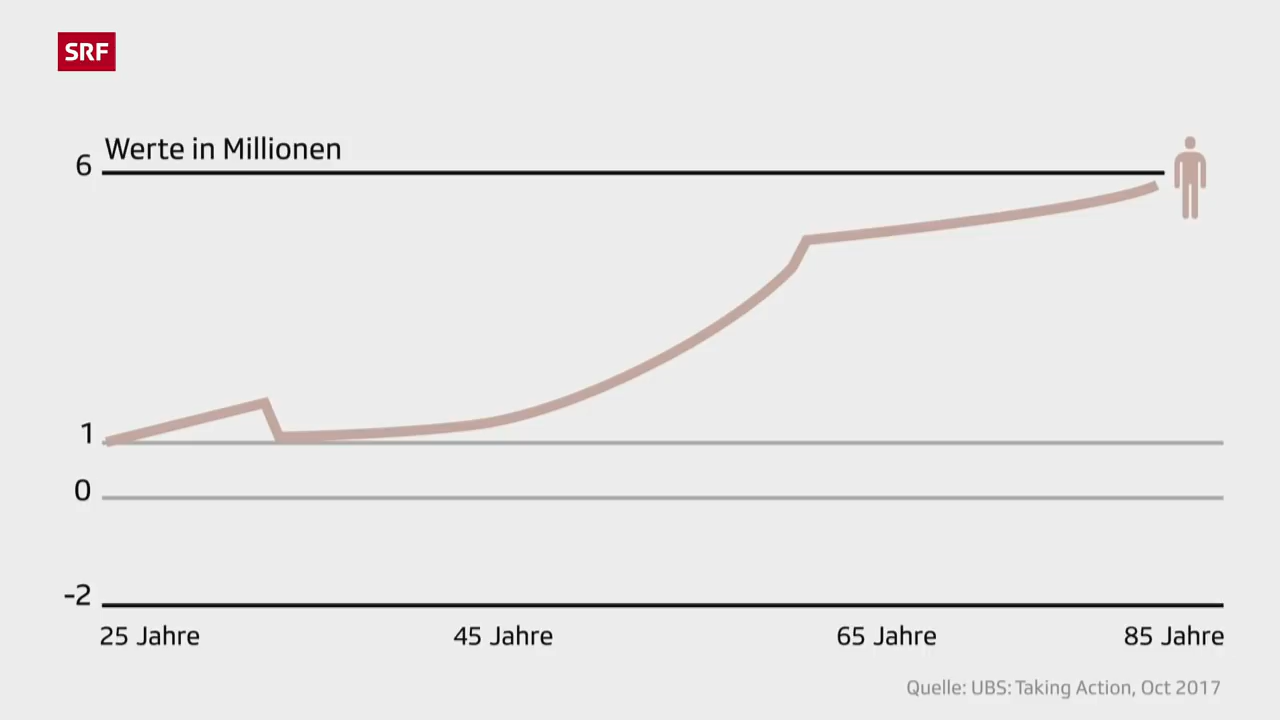 SRF
Werte in Millionen
6
1
0
-2
25 Jahre
45 Jahre
65 Jahre
85 Jahre
Quelle: UBS: Taking Action, Oct 2017